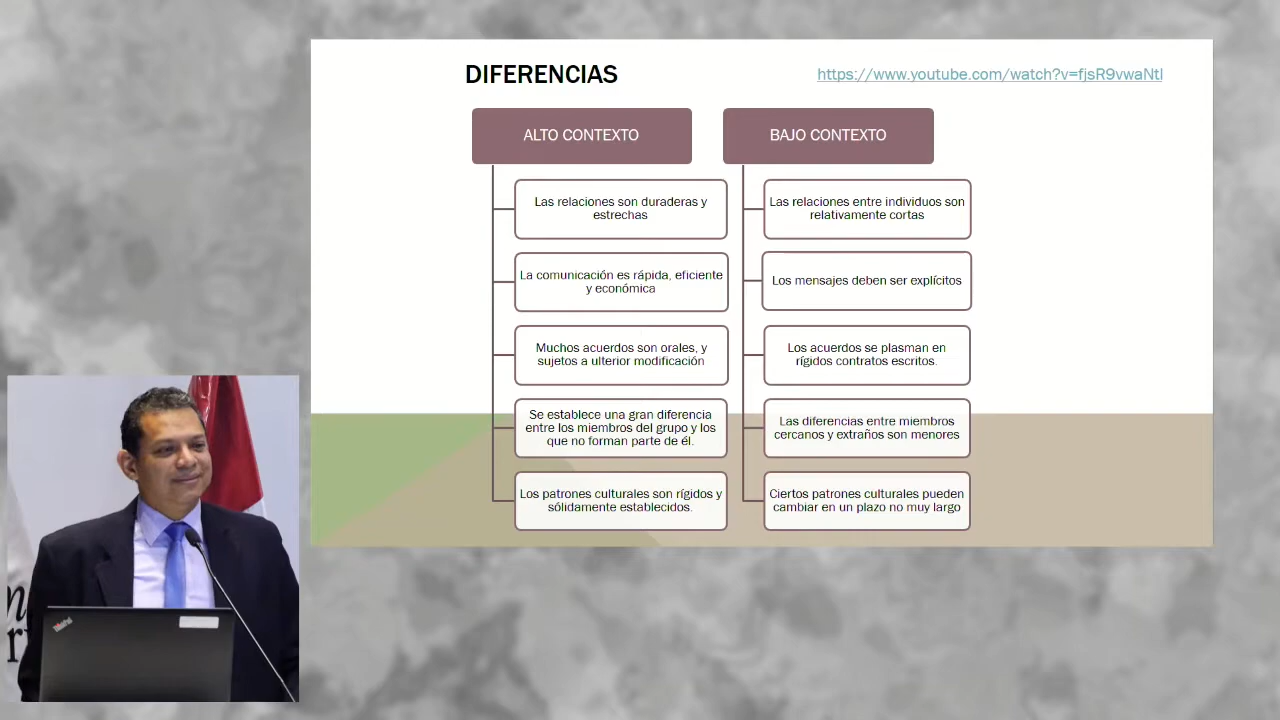 DIFERENCIAS
https://www.youtube.com/watch?v=fjsR9vwaNtI
ALTO CONTEXTO
Las relaciones son duraderas y
estrechas
La comunicación es rápida, eficiente
y económica
Muchos acuerdos son orales, y
sujetos a ulterior modificación
Se establece una gran diferencia
entre los miembros del grupo y los
que no forman parte de él.
Los patrones culturales son rígidos y
sólidamente establecidos.
BAJO CONTEXTO
Las relaciones entre individuos son
relativamente cortas
Los mensajes deben ser explícitos
Los acuerdos se plasman en
rígidos contratos escritos.
Las diferencias entre miembros
cercanos y extraños son menores
Ciertos patrones culturales pueden
cambiar en un plazo no muy largo